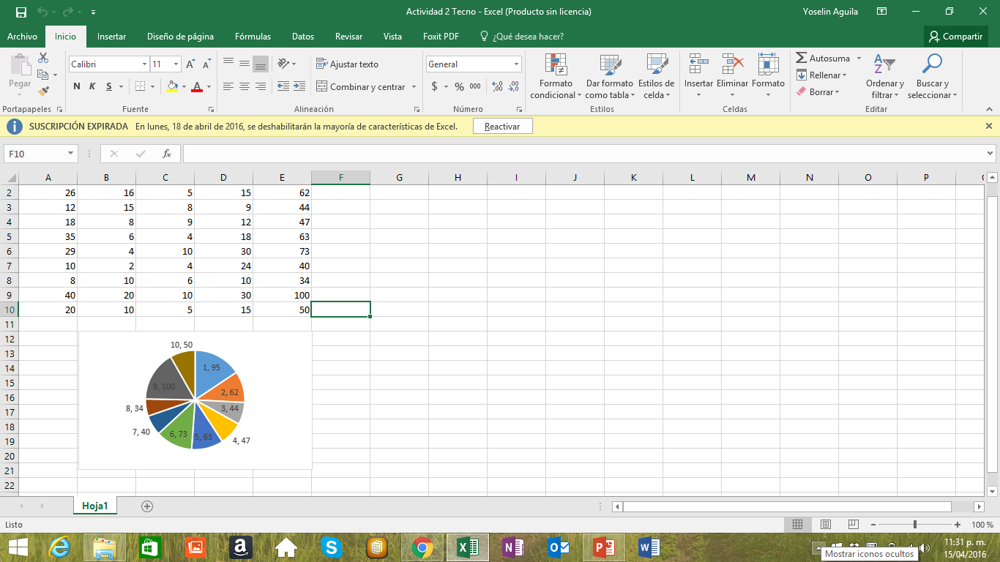 Actividad 2 Tecno - Excel (Producto sin licencia) Yoselin Aguila
Archivo Inicio Insertar Diseño de página Fórmulas Datos Revisar Vista Foxit PDF ¿Qué desea hacer? Compartir
Pegar
Portapapeles
Calibri 11
N K S A A A
Fuente
Ajustar texto
Combinar y centrar
Alineación
General
$ % 000
Número
Formato condicional
Dar formato como tabla
Estilos de celda
Estilos
Insertar Eliminar Formato
Celdas
Autosuma
Rellenar
Borrar
Ordenar y filtrar
Buscar y seleccionar
Editar
SUSCRIPCIÓN EXPIRADA En lunes, 18 de abril de 2016, se deshabilitarán la mayoría de características de Excel. Reactivar
F10 fx
A B C D E F G H I J K L M N O P
2 26 16 5 15 62
3 12 15 8 9 44
4 18 8 9 12 47
5 35 6 4 18 63
6 29 4 10 30 73
7 10 2 4 24 40
8 8 10 6 10 34
9 40 20 10 30 100
10 20 10 5 15 50
11
12
13
14
15
16
17
18
19
20
21
22
10, 50
1, 95
9, 100
2, 62
8, 34
3, 44
7, 40
6, 73
5, 63
4, 47
Hoja1
Listo 100 %
11:31 p. m.
15/04/2016
Mostrar iconos ocultos